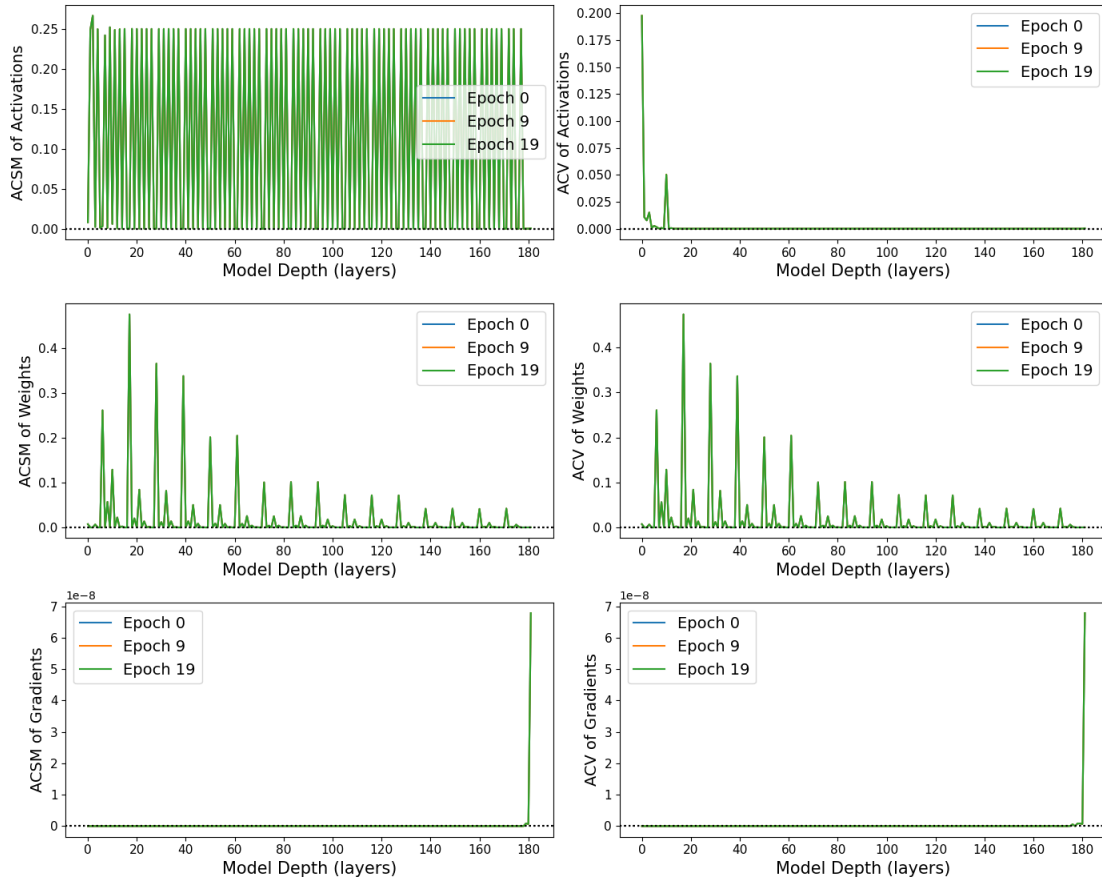 ACSM of Activations
0.25
0.20
0.15
0.10
0.05
0.00
Epoch 0
Epoch 9
Epoch 19
0 20 40 60 80 100 120 140 160 180
Model Depth (layers)
ACV of Activations
0.200
0.175
0.150
0.125
0.100
0.075
0.050
0.025
0.000
Epoch 0
Epoch 9
Epoch 19
0 20 40 60 80 100 120 140 160 180
Model Depth (layers)
ACSM of Weights
0.4
0.3
0.2
0.1
0.0
Epoch 0
Epoch 9
Epoch 19
0 20 40 60 80 100 120 140 160 180
Model Depth (layers)
ACV of Weights
0.4
0.3
0.2
0.1
0.0
Epoch 0
Epoch 9
Epoch 19
0 20 40 60 80 100 120 140 160 180
Model Depth (layers)
1e−8
ACSM of Gradients
7
6
5
4
3
2
1
0
Epoch 0
Epoch 9
Epoch 19
0 20 40 60 80 100 120 140 160 180
Model Depth (layers)
1e−8
ACV of Gradients
7
6
5
4
3
2
1
0
Epoch 0
Epoch 9
Epoch 19
0 20 40 60 80 100 120 140 160 180
Model Depth (layers)